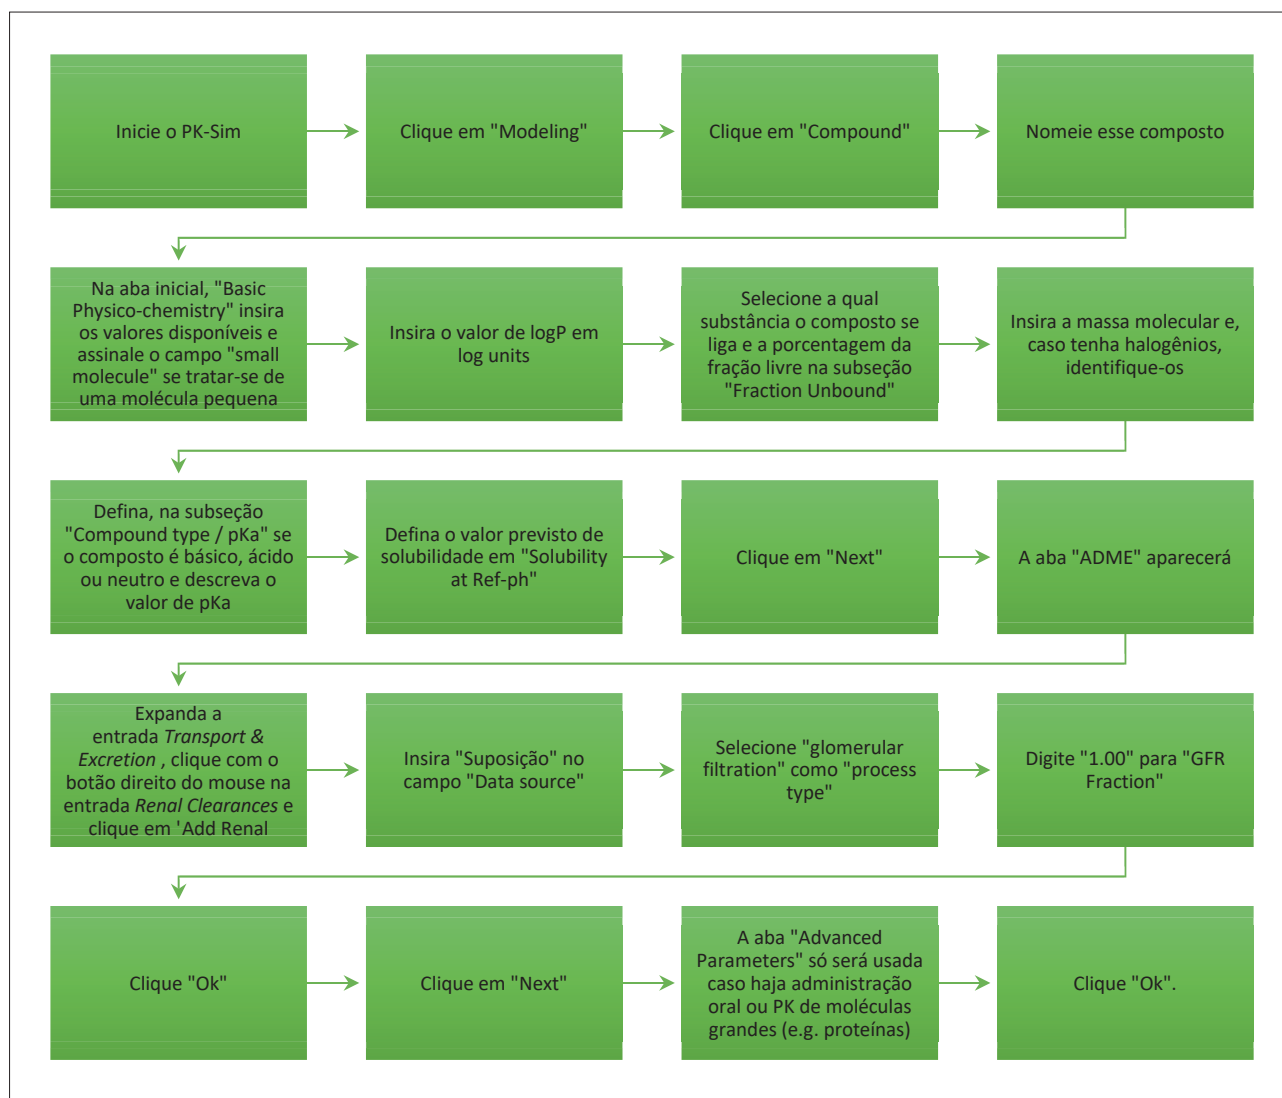 Inicie o PK-Sim
Clique em "Modeling"
Clique em "Compound"
Nomeie esse composto
Na aba inicial, "Basic
Physico-chemistry" insira
os valores disponíveis e
assinale o campo "small
molecule" se tratar-se de
uma molécula pequena
Insira o valor de logP em
log units
Selecione a qual
substância o composto se
liga e a porcentagem da
fração livre na subseção
"Fraction Unbound"
Insira a massa molecular e,
caso tenha halogênios,
identifique-os
Defina, na subseção
"Compound type / pKa" se
o composto é básico, ácido
ou neutro e descreva o
valor de pKa
Defina o valor previsto de
solubilidade em "Solubility
at Ref-ph"
Clique em "Next"
A aba "ADME" aparecerá
Expanda a
entrada Transport &
Excretion , clique com o
botão direito do mouse na
entrada Renal Clearances e
clique em 'Add Renal
Insira "Suposição" no
campo "Data source"
Selecione "glomerular
filtration" como "process
type"
Digite "1.00" para "GFR
Fraction"
Clique "Ok"
Clique em "Next"
A aba "Advanced
Parameters" só será usada
caso haja administração
oral ou PK de moléculas
grandes (e.g. proteínas)
Clique "Ok".